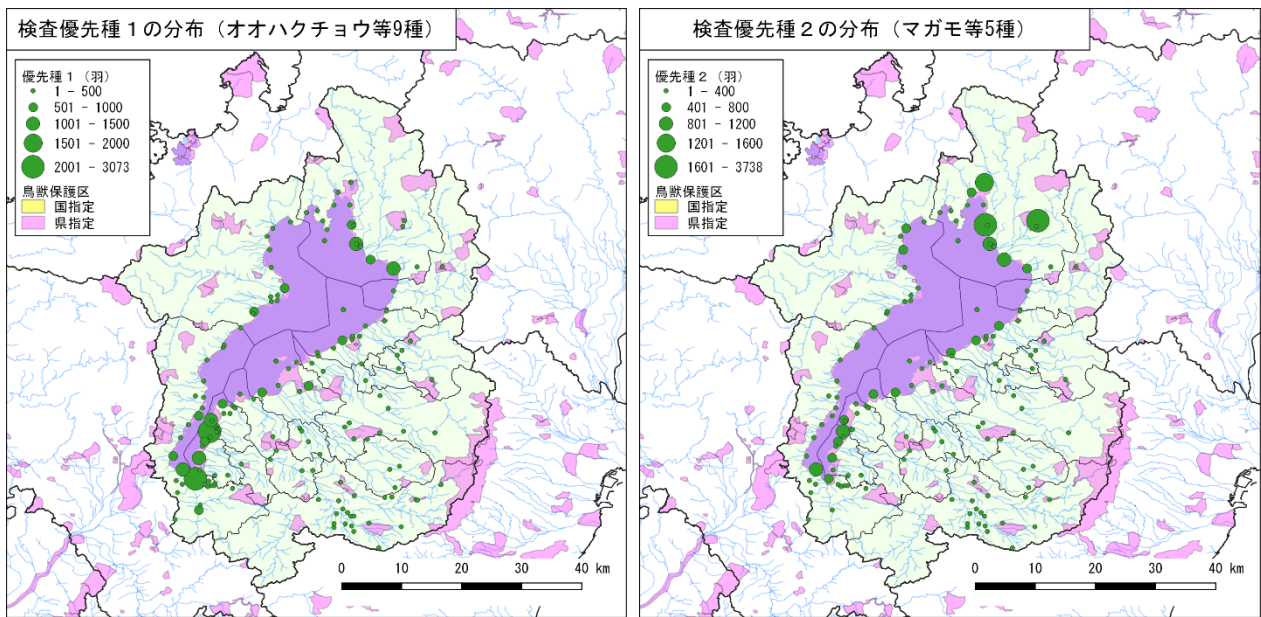 検査優先種１の分布（オオハクチョウ等9種）
優先種１（羽）
1 - 500
501 - 1000
1001 - 1500
1501 - 2000
2001 - 3073
鳥獣保護区
国指定
県指定
0 10 20 30 40 km
検査優先種２の分布（マガモ等5種）
優先種２（羽）
1 - 400
401 - 800
801 - 1200
1201 - 1600
1601 - 3738
鳥獣保護区
国指定
県指定
0 10 20 30 40 km